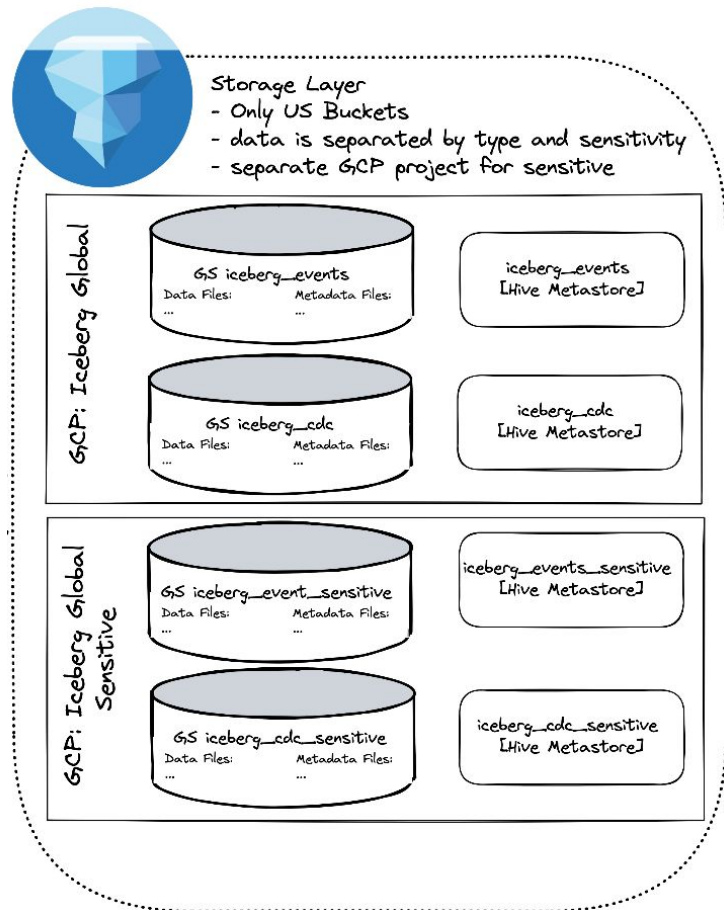 Storage Layer
- Only US Buckets
- data is separated by type and sensitivity
- separate GCP project for sensitive
GCP: Iceberg Global
GS iceberg_events
Data Files:
...
Metadata Files:
...
iceberg_events
[Hive Metastore]
GS iceberg_cdc
Data Files:
...
Metadata Files:
...
iceberg_cdc
[Hive Metastore]
GCP: Iceberg Global
Sensitive
GS iceberg_event_sensitive
Data Files:
...
Metadata Files:
...
iceberg_events_sensitive
[Hive Metastore]
GS iceberg_cdc_sensitive
Data Files:
...
Metadata Files:
...
iceberg_cdc_sensitive
[Hive Metastore]